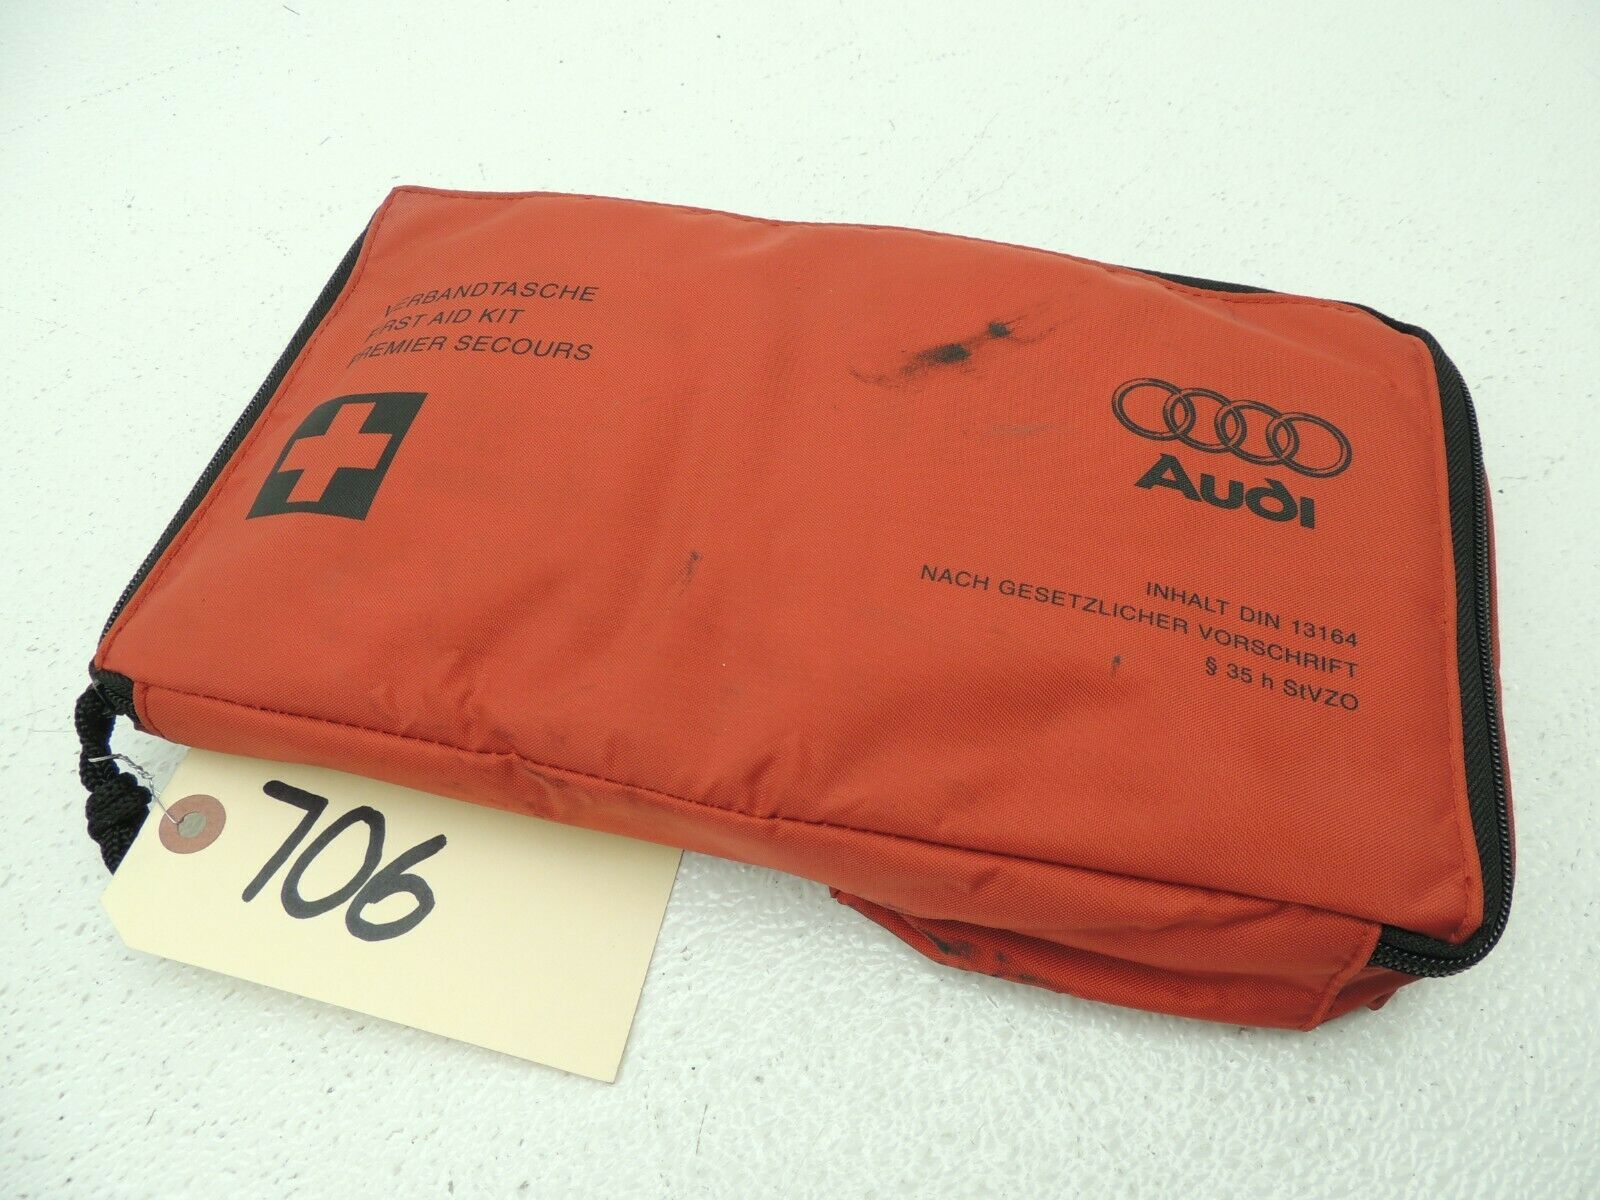 VERBANDTASCHE
FIRST AID KIT
PREMIER SECOURS
Audi
INHALT DIN 13164
NACH GESETZLICHER VORSCHRIFT
§ 35 h StVZO
706